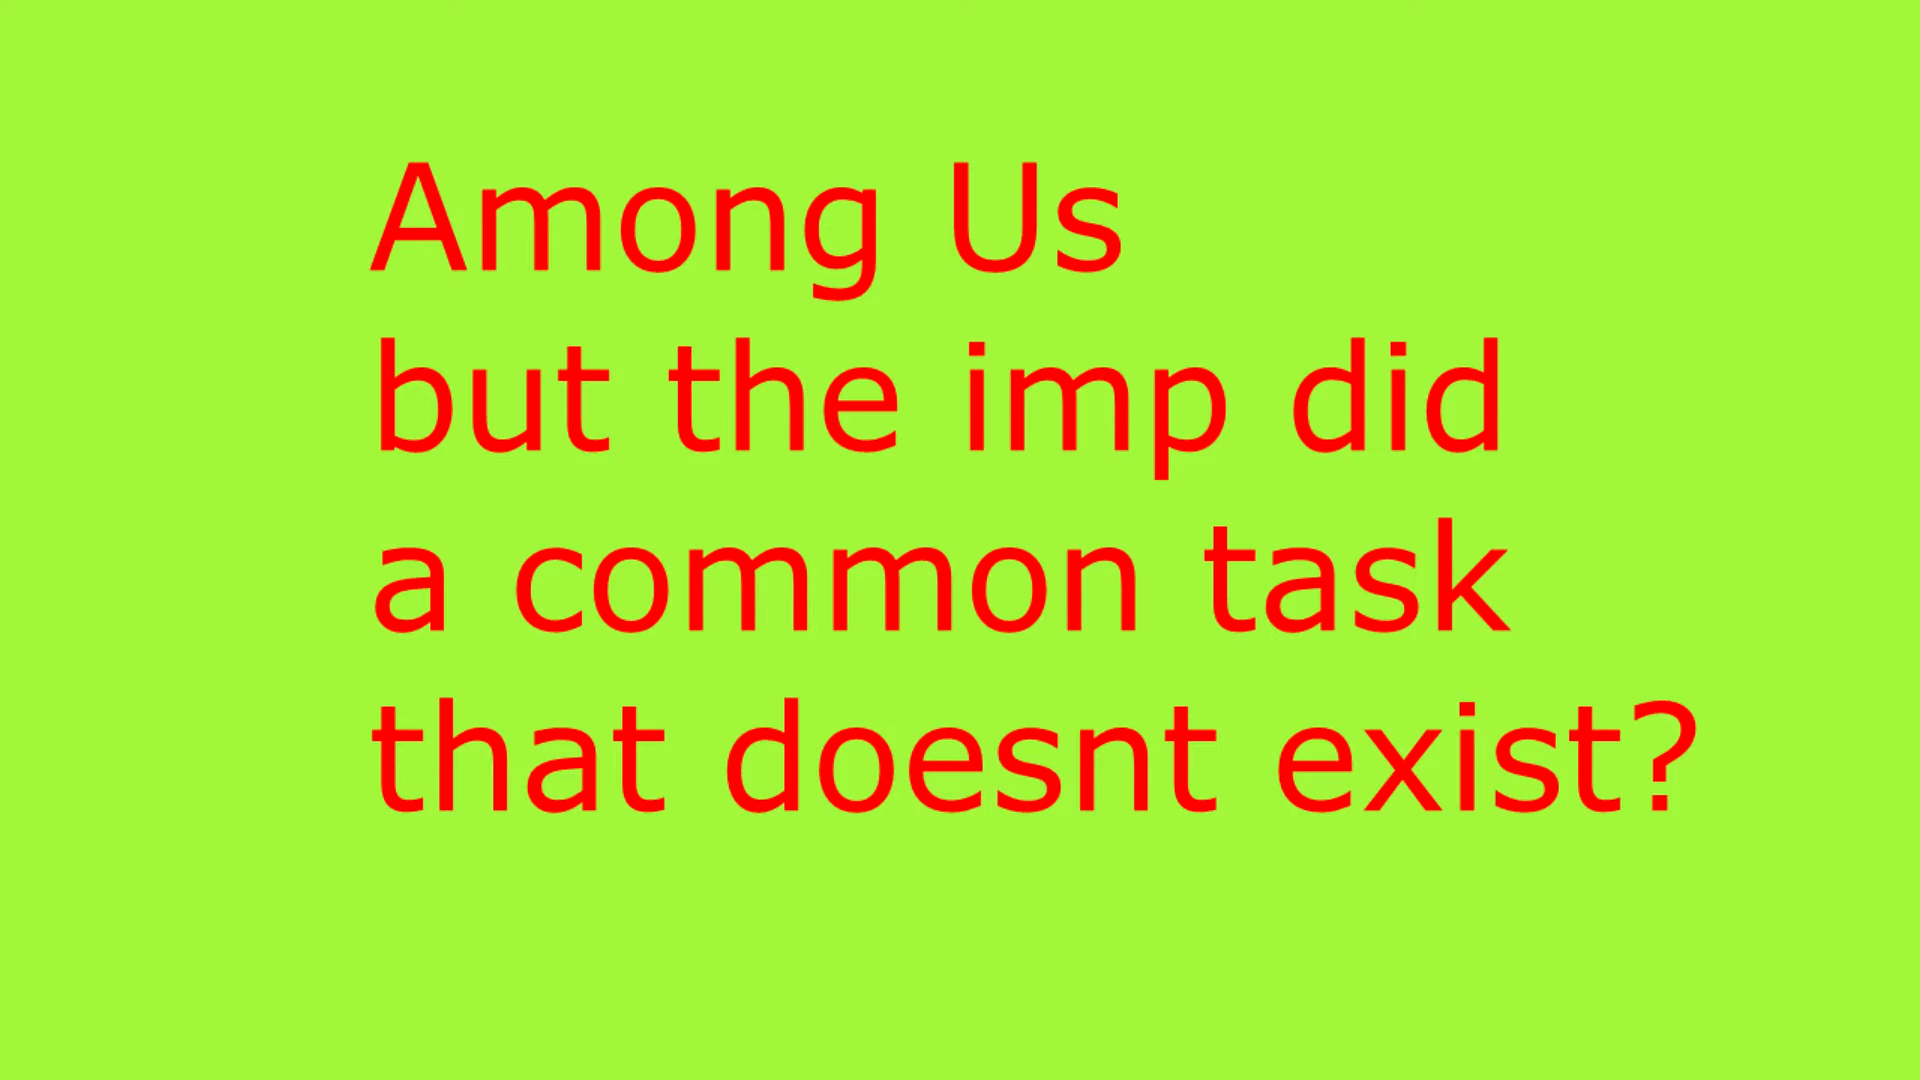 Among Us
but the imp did
a common task
that doesnt exist?